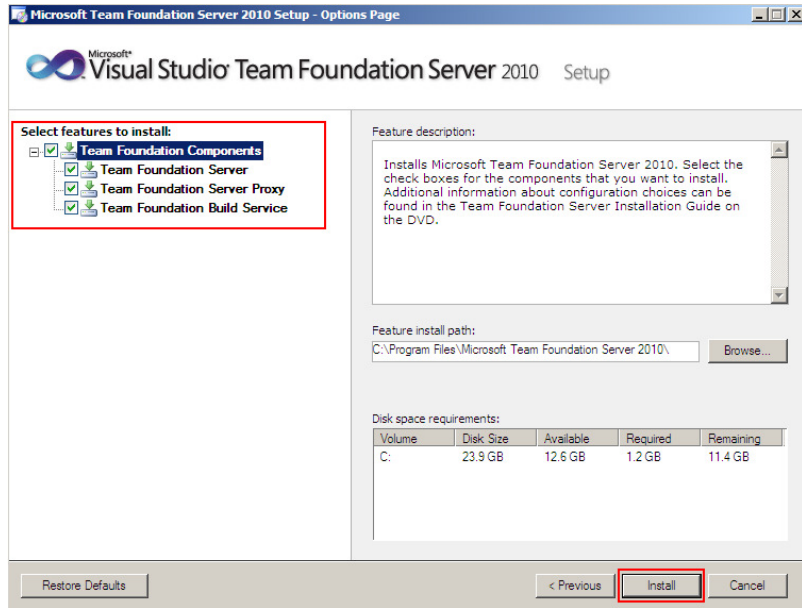 Microsoft Team Foundation Server 2010 Setup - Options Page
Microsoft®
Visual Studio Team Foundation Server 2010 Setup
Select features to install:
Team Foundation Components
Team Foundation Server
Team Foundation Server Proxy
Team Foundation Build Service
Feature description:
Installs Microsoft Team Foundation Server 2010. Select the
check boxes for the components that you want to install.
Additional information about configuration choices can be
found in the Team Foundation Server Installation Guide on
the DVD.
Feature install path:
C:\Program Files\Microsoft Team Foundation Server 2010\ Browse...
Disk space requirements:
Volume Disk Size Available Required Remaining
C: 23.9 GB 12.6 GB 1.2 GB 11.4 GB
Restore Defaults < Previous Install Cancel